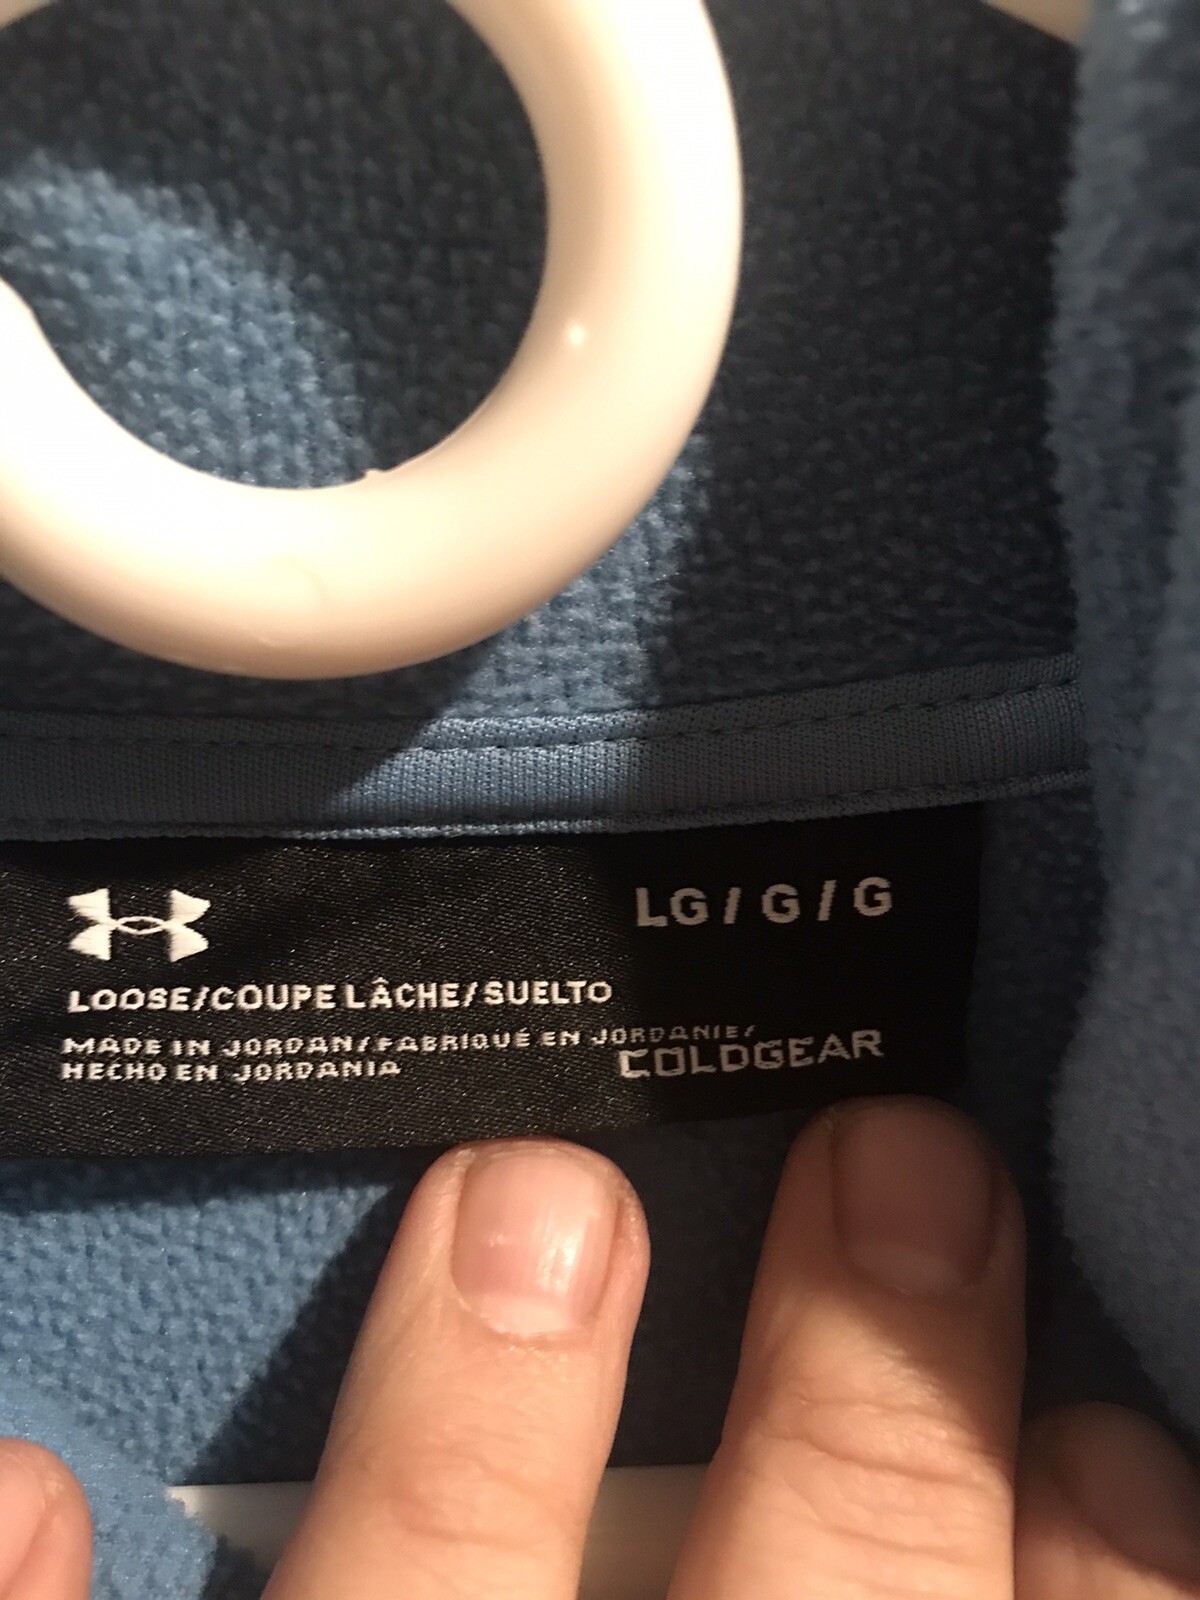 LG / G / G
LOOSE/COUPE LÂCHE/SUELTO
MADE IN JORDAN/FABRIQUÉ EN JORDANIE/
HECHO EN JORDANIA
COLDGEAR